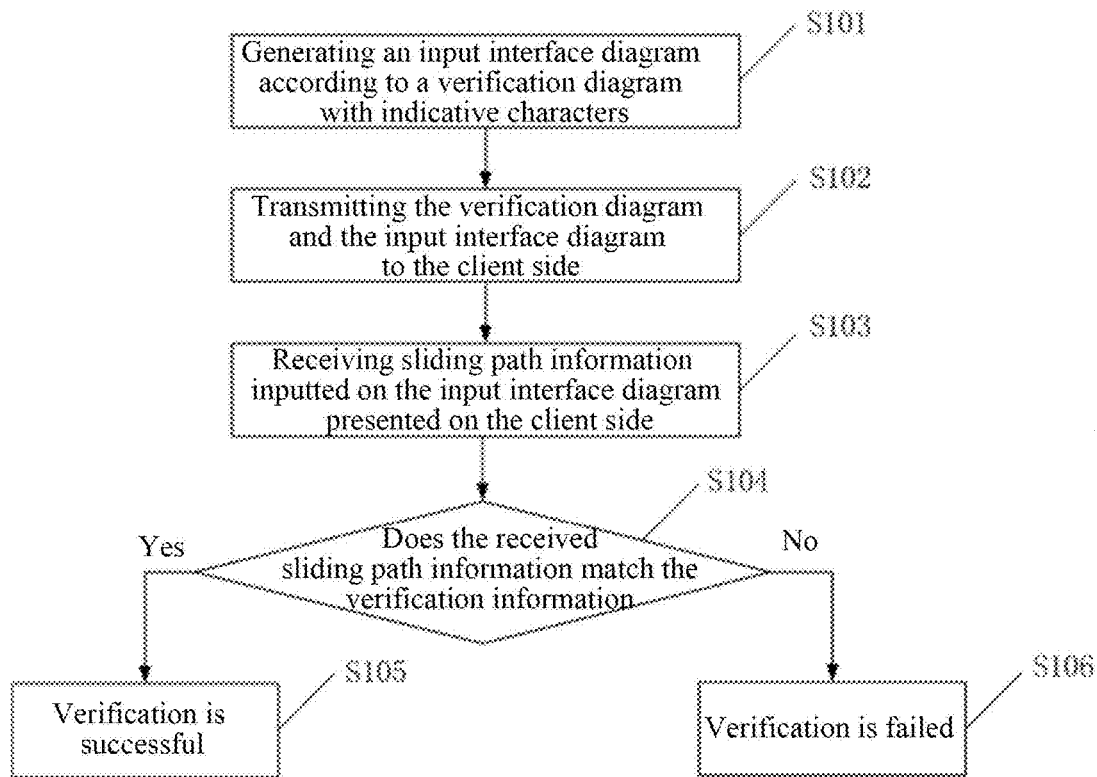 S101
Generating an input interface diagram
according to a verification diagram
with indicative characters
S102
Transmitting the verification diagram
and the input interface diagram
to the client side
S103
Receiving sliding path information
inputted on the input interface diagram
presented on the client side
S104
Yes
Does the received
No
sliding path information match the
verification information
S105
Verification is
successful
S106
Verification is failed